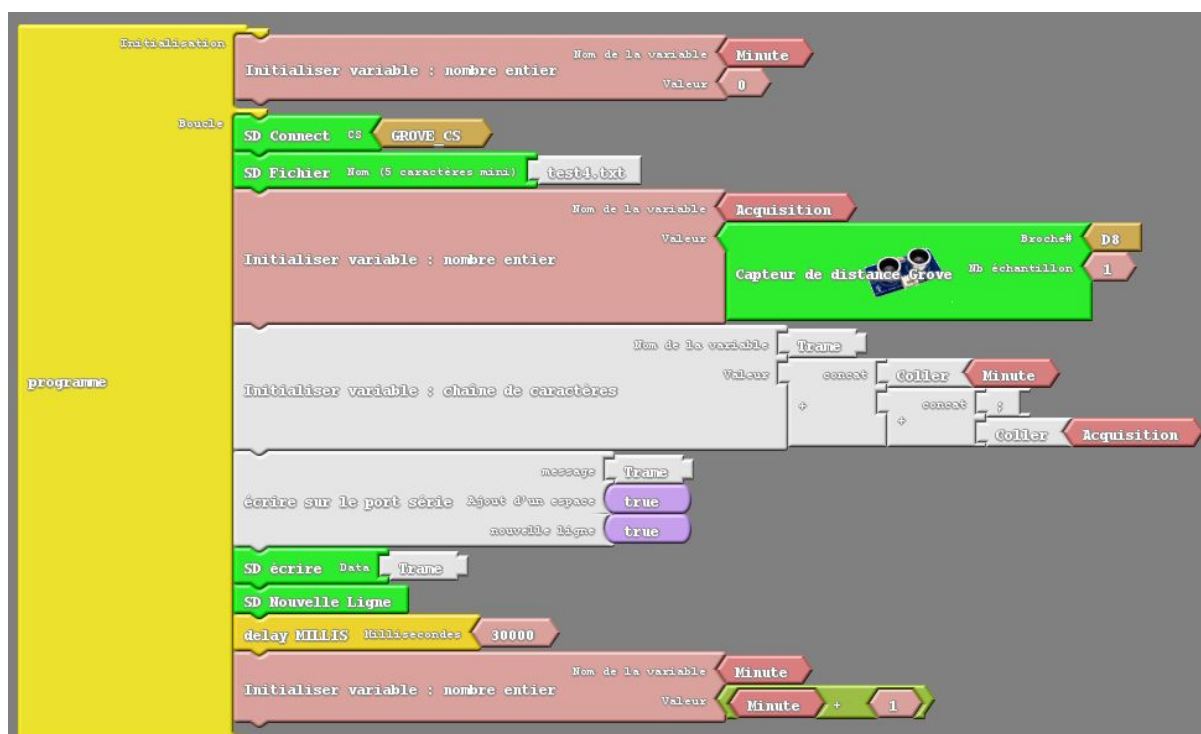 Initialisation
Initialiser variable : nombre entier
Nom de la variable Minute
Valeur 0
Boucle
SD Connect CS GROVE_CS
SD Fichier Nom (5 caractères mini) test4.txt
Initialiser variable : nombre entier
Nom de la variable Acquisition
Valeur
Capteur de distance Grove
Broche# D8
Nb échantillon 1
programme
Initialiser variable : chaîne de caractères
Nom de la variable Trame
Valeur
concat Coller Minute
+ concat ;
+ Coller Acquisition
écrire sur le port série
message Trame
Ajout d'un espace true
nouvelle ligne true
SD écrire Data Trame
SD Nouvelle Ligne
delay MILLIS Millisecondes 30000
Initialiser variable : nombre entier
Nom de la variable Minute
Valeur Minute + 1